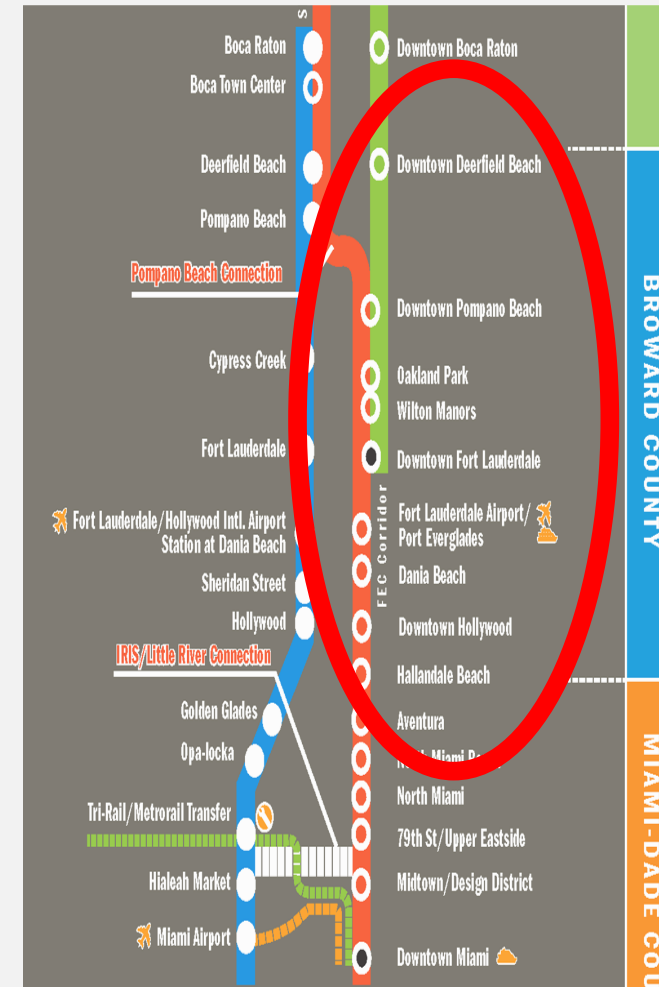 S
Boca Raton
Downtown Boca Raton
Boca Town Center
Deerfield Beach
Downtown Deerfield Beach
Pompano Beach
Pompano Beach Connection
Downtown Pompano Beach
Cypress Creek
Oakland Park
Wilton Manors
Fort Lauderdale
Downtown Fort Lauderdale
FEC Corridor
Fort Lauderdale/Hollywood Intl. Airport
Station at Dania Beach
Fort Lauderdale Airport/
Port Everglades
Sheridan Street
Dania Beach
Hollywood
Downtown Hollywood
IRIS/Little River Connection
Hallandale Beach
Golden Glades
Aventura
Opa-locka
Miami
North Miami
Tri-Rail/Metrorail Transfer
79th St/Upper Eastside
Hialeah Market
Midtown/Design District
Miami Airport
Downtown Miami
BROWARD COUNTY
MIAMI-DADE COU